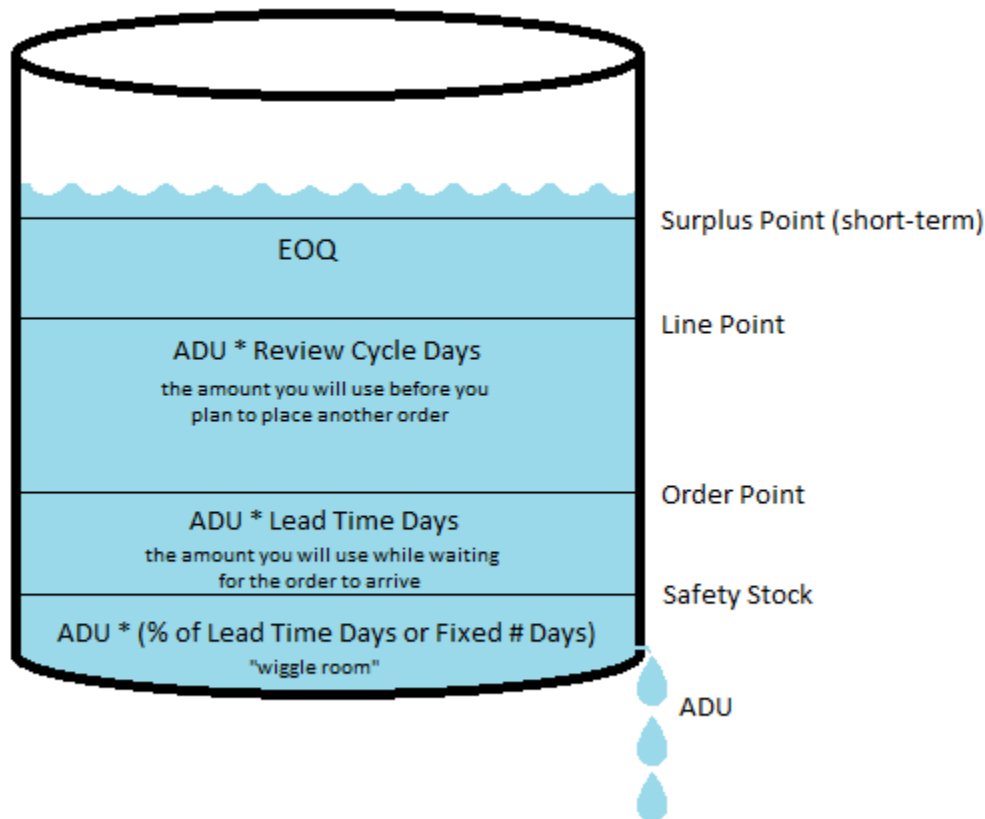 Surplus Point (short-term)
EOQ
Line Point
ADU * Review Cycle Days
the amount you will use before you
plan to place another order
Order Point
ADU * Lead Time Days
the amount you will use while waiting
for the order to arrive
Safety Stock
ADU * (% of Lead Time Days or Fixed # Days)
"wiggle room"
ADU